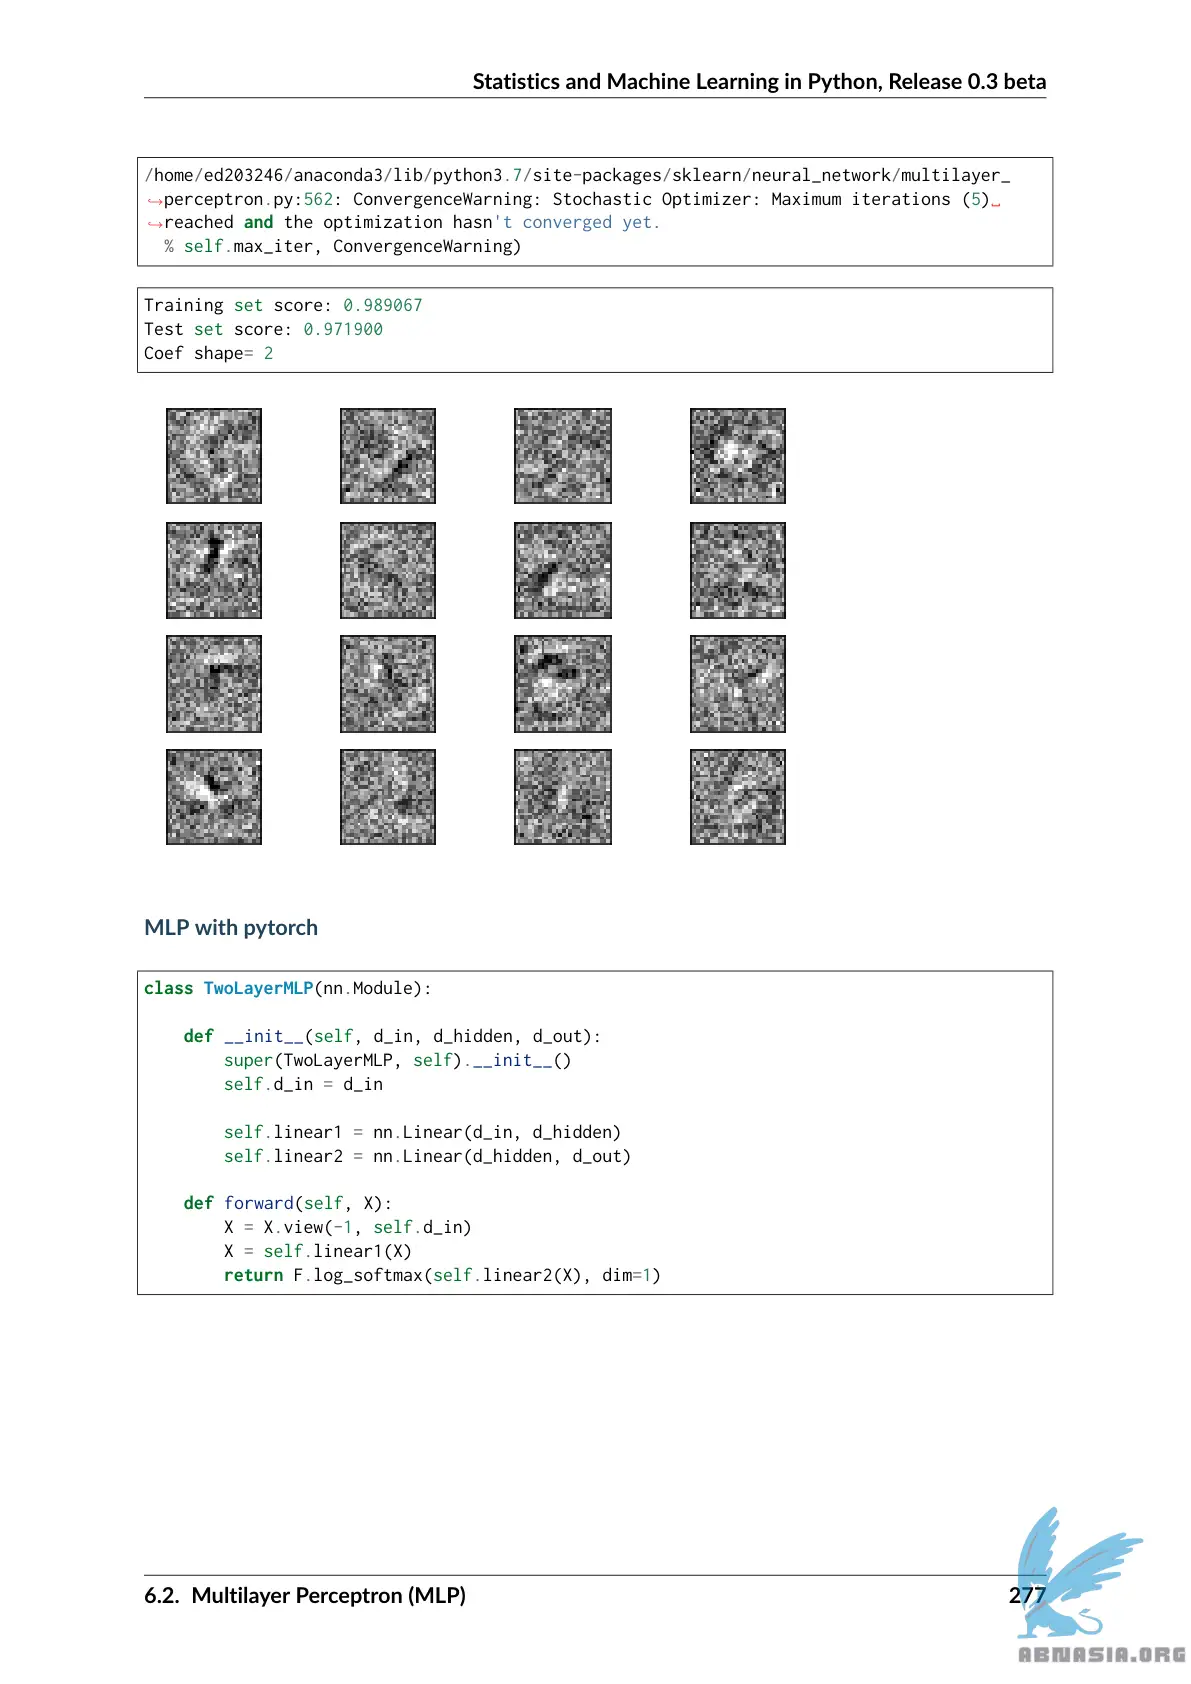 Statistics and Machine Learning in Python, Release 0.3 beta
/home/ed203246/anaconda3/lib/python3.7/site-packages/sklearn/neural_network/multilayer_
↪perceptron.py:562: ConvergenceWarning: Stochastic Optimizer: Maximum iterations (5)␣
↪reached and the optimization hasn't converged yet.
  % self.max_iter, ConvergenceWarning)
Training set score: 0.989067
Test set score: 0.971900
Coef shape= 2
MLP with pytorch
class TwoLayerMLP(nn.Module):
    def __init__(self, d_in, d_hidden, d_out):
        super(TwoLayerMLP, self).__init__()
        self.d_in = d_in
        self.linear1 = nn.Linear(d_in, d_hidden)
        self.linear2 = nn.Linear(d_hidden, d_out)
    def forward(self, X):
        X = X.view(-1, self.d_in)
        X = self.linear1(X)
        return F.log_softmax(self.linear2(X), dim=1)
6.2. Multilayer Perceptron (MLP) 277
ABNASIA.ORG